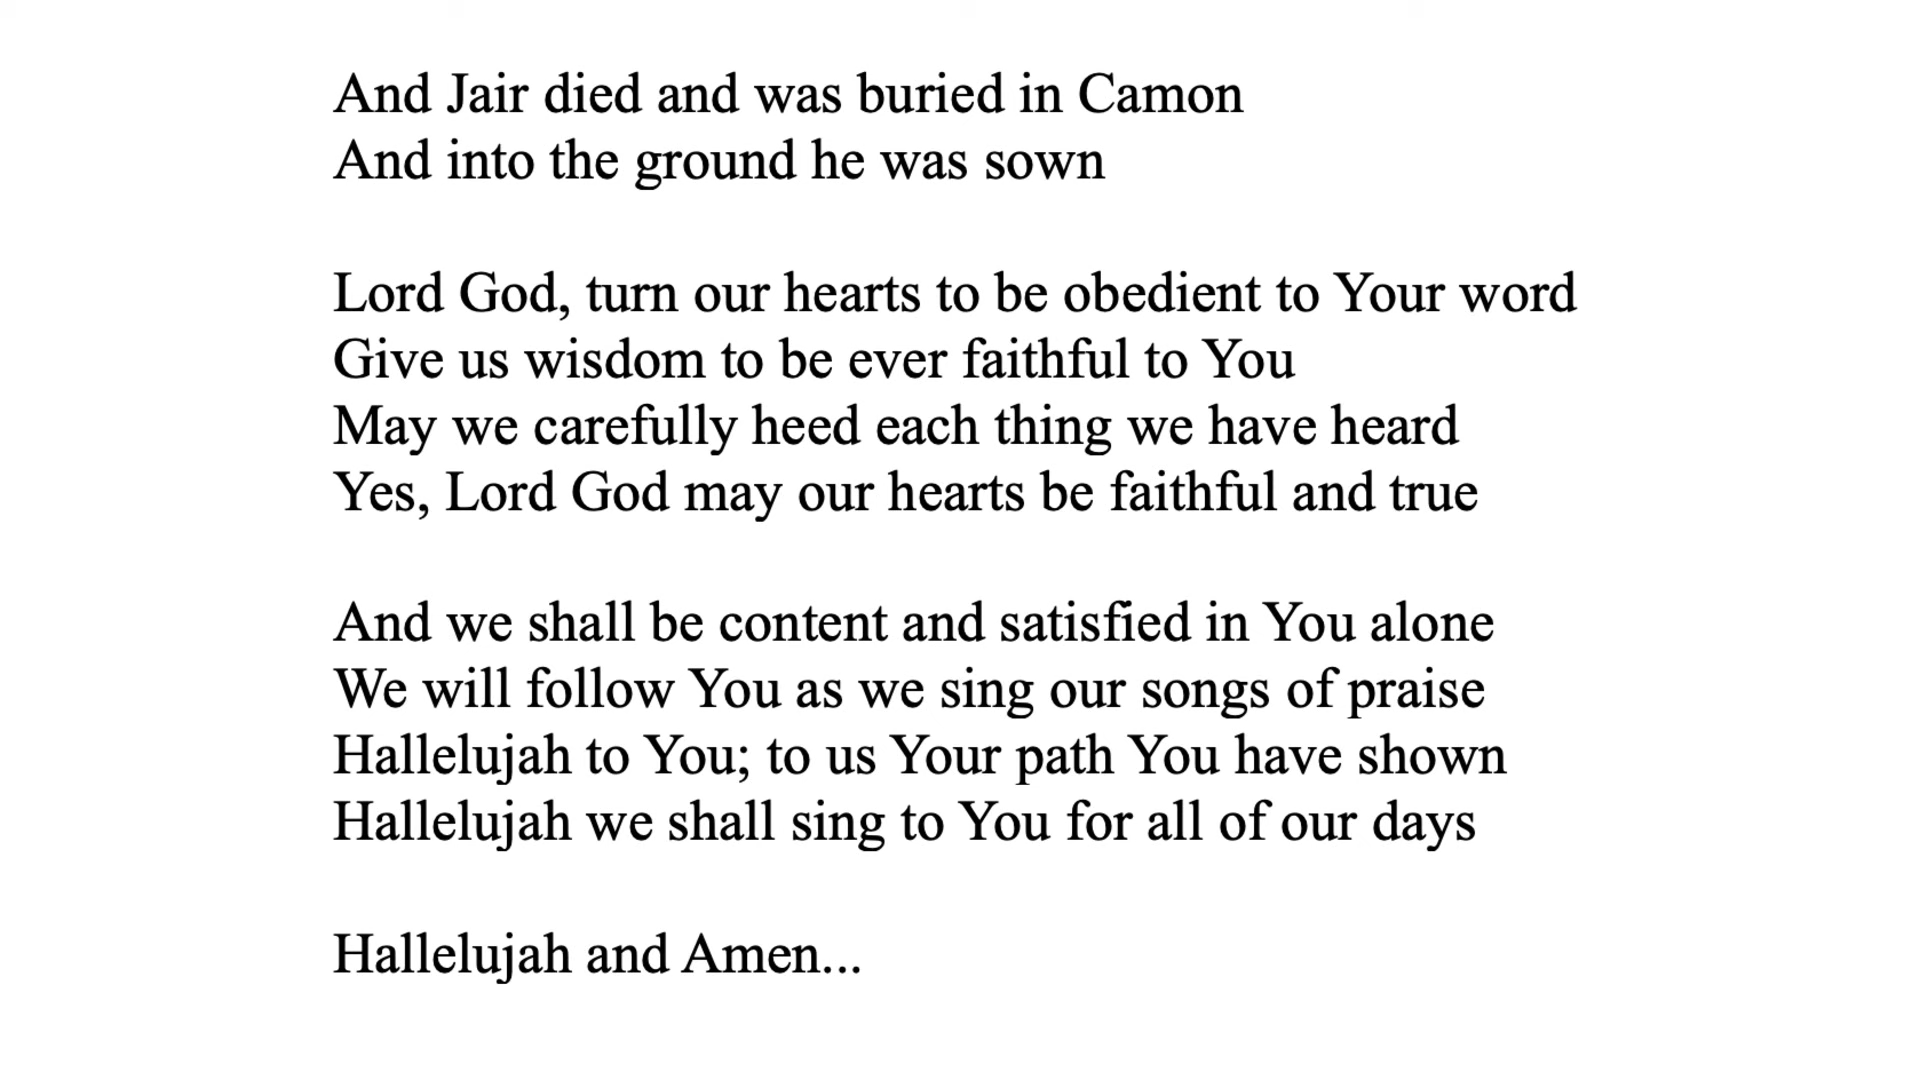 And Jair died and was buried in Camon
And into the ground he was sown
Lord God, turn our hearts to be obedient to Your word
Give us wisdom to be ever faithful to You
May we carefully heed each thing we have heard
Yes, Lord God may our hearts be faithful and true
And we shall be content and satisfied in You alone
We will follow You as we sing our songs of praise
Hallelujah to You; to us Your path You have shown
Hallelujah we shall sing to You for all of our days
Hallelujah and Amen...